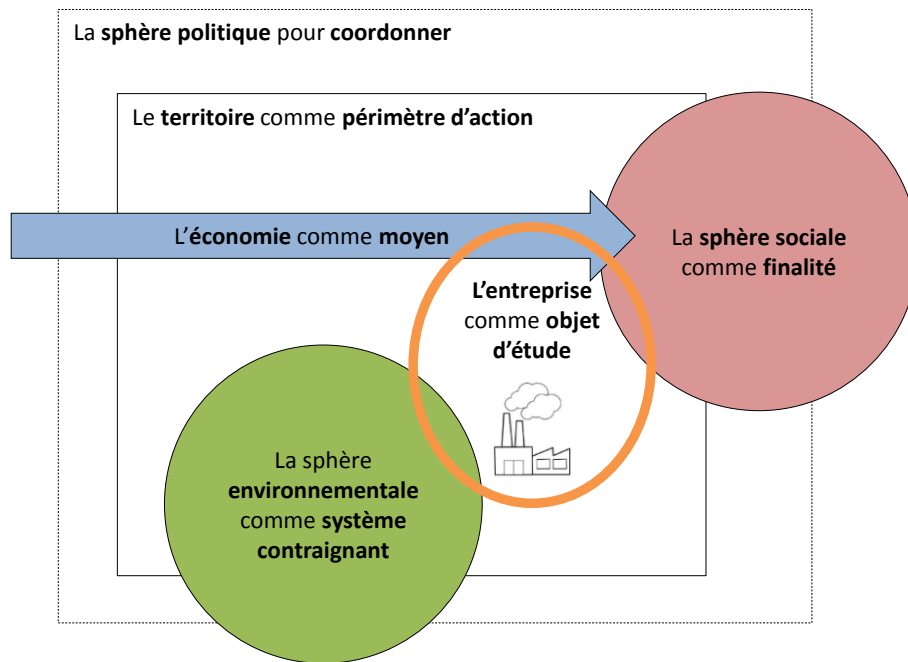 La sphère politique pour coordonner
Le territoire comme périmètre d’action
L’économie comme moyen
La sphère sociale
comme finalité
L’entreprise
comme objet
d’étude
La sphère
environnementale
comme système
contraignant